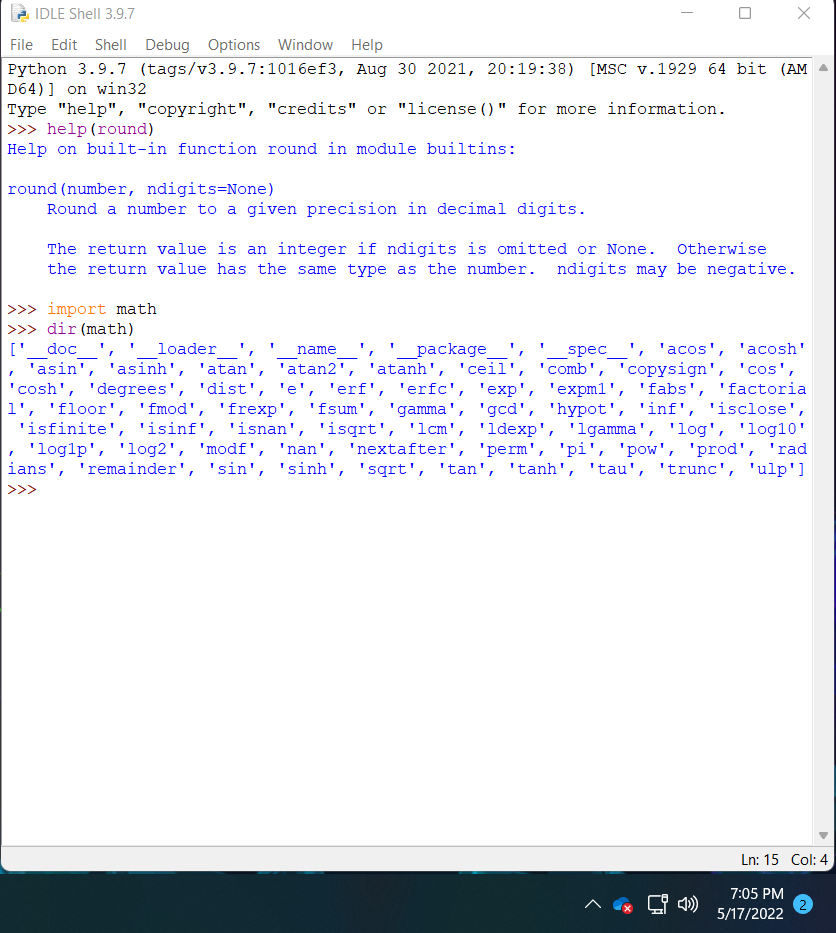 IDLE Shell 3.9.7
File Edit Shell Debug Options Window Help
Python 3.9.7 (tags/v3.9.7:1016ef3, Aug 30 2021, 20:19:38) [MSC v.1929 64 bit (AM
D64)] on win32
Type "help", "copyright", "credits" or "license()" for more information.
>>> help(round)
Help on built-in function round in module builtins:

round(number, ndigits=None)
    Round a number to a given precision in decimal digits.

    The return value is an integer if ndigits is omitted or None.  Otherwise
    the return value has the same type as the number.  ndigits may be negative.

>>> import math
>>> dir(math)
['__doc__', '__loader__', '__name__', '__package__', '__spec__', 'acos', 'acosh'
, 'asin', 'asinh', 'atan', 'atan2', 'atanh', 'ceil', 'comb', 'copysign', 'cos',
'cosh', 'degrees', 'dist', 'e', 'erf', 'erfc', 'exp', 'expm1', 'fabs', 'factoria
l', 'floor', 'fmod', 'frexp', 'fsum', 'gamma', 'gcd', 'hypot', 'inf', 'isclose',
 'isfinite', 'isinf', 'isnan', 'isqrt', 'lcm', 'ldexp', 'lgamma', 'log', 'log10'
, 'log1p', 'log2', 'modf', 'nan', 'nextafter', 'perm', 'pi', 'pow', 'prod', 'rad
ians', 'remainder', 'sin', 'sinh', 'sqrt', 'tan', 'tanh', 'tau', 'trunc', 'ulp']
>>>
Ln: 15 Col: 4
7:05 PM
5/17/2022
2